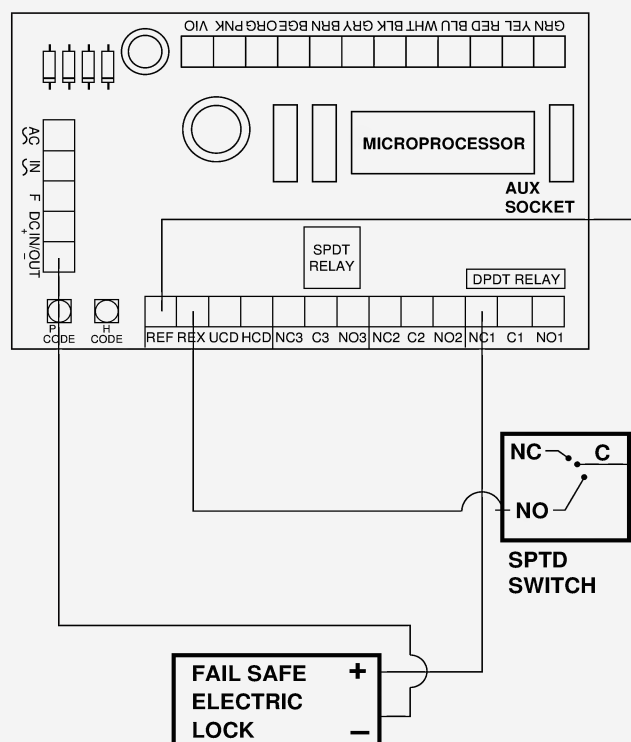 VIO PNK ORG BGE BRN GRY BLK WHT BLU RED YEL GRN
AC
IN
F
DC IN/OUT
+ −
MICROPROCESSOR
AUX
SOCKET
SPDT
RELAY
DPDT RELAY
P
CODE
H
CODE
REF REX UCD HCD NC3 C3 NO3 NC2 C2 NO2 NC1 C1 NO1
NC C
NO
SPTD
SWITCH
FAIL SAFE +
ELECTRIC
LOCK −